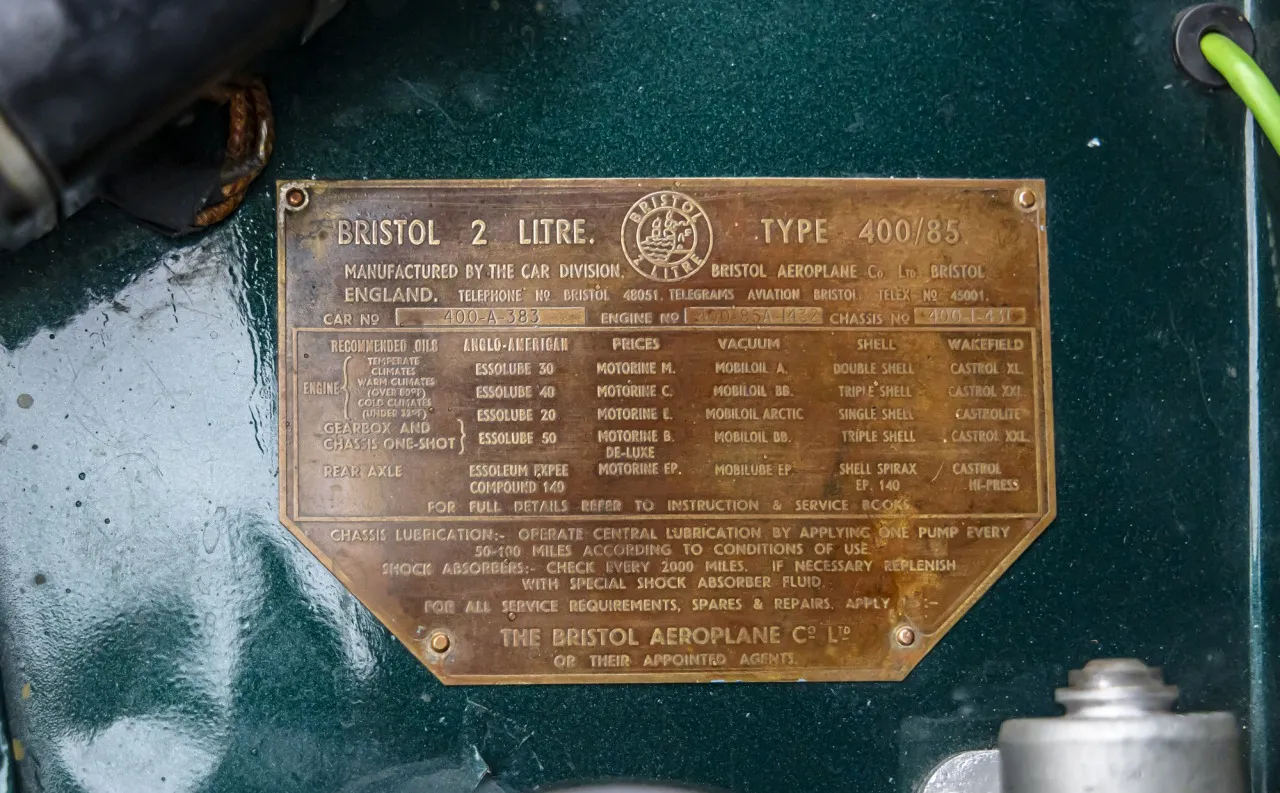 BRISTOL 2 LITRE. BRISTOL 2 LITRE TYPE 400/85
MANUFACTURED BY THE CAR DIVISION, BRISTOL AEROPLANE Co. LTD. BRISTOL
ENGLAND. TELEPHONE No BRISTOL 48051. TELEGRAMS AVIATION BRISTOL. TELEX No 45001.
CAR No 400-A-383 ENGINE No CHASSIS No
RECOMMENDED OILS ANGLO-AMERICAN PRICES VACUUM SHELL WAKEFIELD
ENGINE
TEMPERATE CLIMATES ESSOLUBE 30 MOTORINE M. MOBILOIL A. DOUBLE SHELL CASTROL XL
WARM CLIMATES (OVER 80°F) ESSOLUBE 40 MOTORINE C. MOBILOIL BB. TRIPLE SHELL CASTROL XXL
COLD CLIMATES (UNDER 32°F) ESSOLUBE 20 MOTORINE E. MOBILOIL ARCTIC SINGLE SHELL CASTROLITE
GEARBOX AND CHASSIS ONE-SHOT ESSOLUBE 50 MOTORINE B. DE-LUXE MOBILOIL BB. TRIPLE SHELL CASTROL XXL
REAR AXLE ESSOLEUM EXPEE COMPOUND 140 MOTORINE EP. MOBILUBE EP. SHELL SPIRAX EP. 140 CASTROL HI-PRESS
FOR FULL DETAILS REFER TO INSTRUCTION & SERVICE BOOKS.
CHASSIS LUBRICATION:- OPERATE CENTRAL LUBRICATION BY APPLYING ONE PUMP EVERY
50-100 MILES ACCORDING TO CONDITIONS OF USE.
SHOCK ABSORBERS:- CHECK EVERY 2000 MILES. IF NECESSARY REPLENISH
WITH SPECIAL SHOCK ABSORBER FLUID.
FOR ALL SERVICE REQUIREMENTS, SPARES & REPAIRS, APPLY
THE BRISTOL AEROPLANE Co LTD
OR THEIR APPOINTED AGENTS.